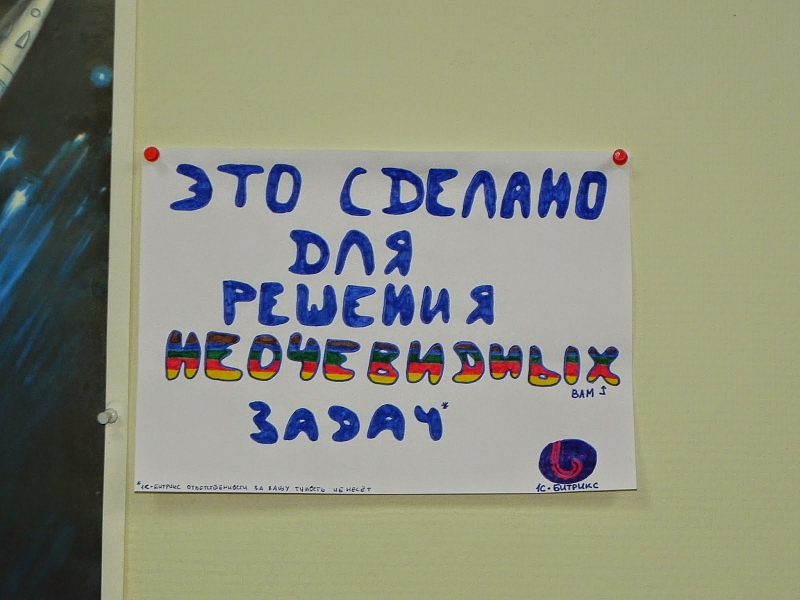 ЭТО СДЕЛАНО
ДЛЯ
РЕШЕНИЯ
НЕОЧЕВИДНЫХ
ВАМ
ЗАДАЧ*
*1С-БИТРИКС ОТВЕТСТВЕННОСТИ ЗА ВАШУ ТУПОСТЬ НЕ НЕСЁТ
1С-БИТРИКС